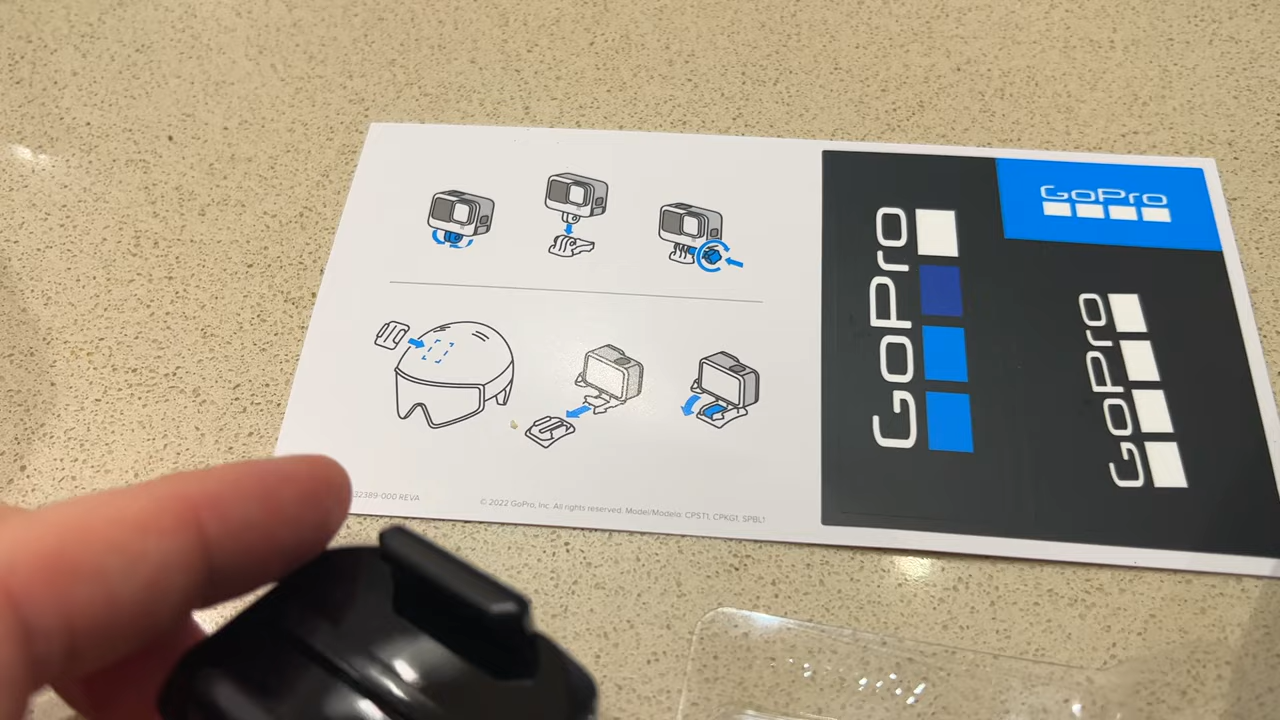 32389-000 REVA
© 2022 GoPro, Inc. All rights reserved. Model/Modelo: CPST1, CPKG1, SPBL1
GoPro
GoPro
GoPro